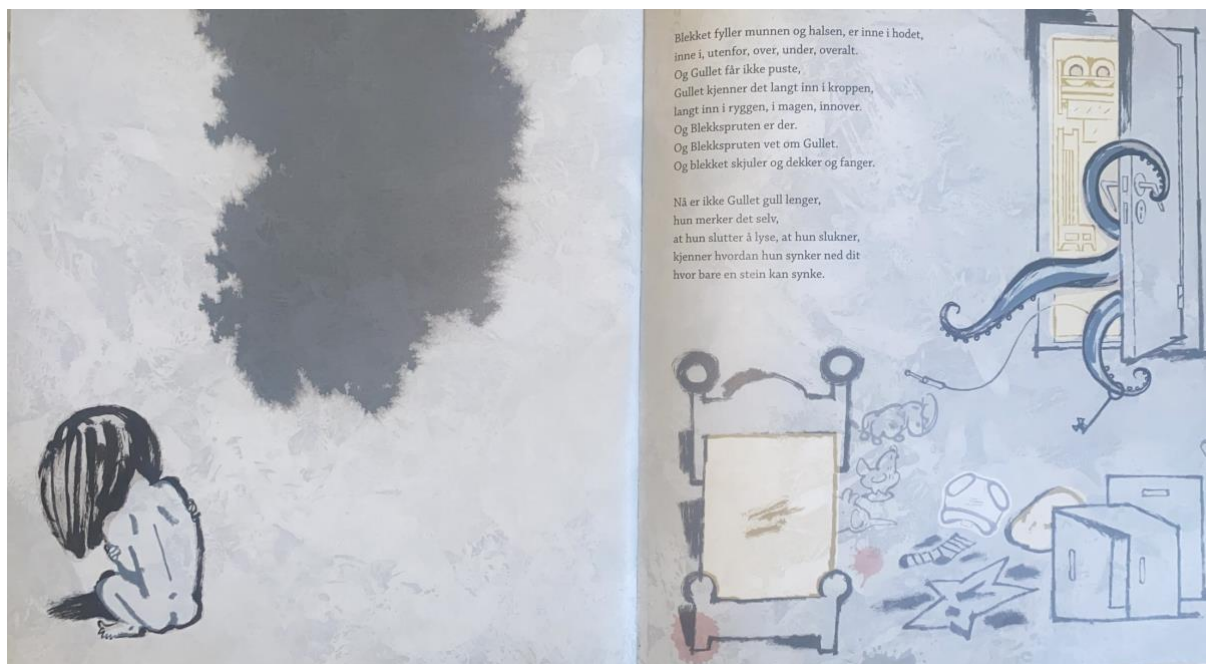 Blekket fyller munnen og halsen, er inne i hodet,
inne i, utenfor, over, under, overalt.
Og Gullet får ikke puste,
Gullet kjenner det langt inn i kroppen,
langt inn i ryggen, i magen, innover.
Og Blekkspruten er der.
Og Blekkspruten vet om Gullet.
Og blekket skjuler og dekker og fanger.
Nå er ikke Gullet gull lenger,
hun merker det selv,
at hun slutter å lyse, at hun slukner,
kjenner hvordan hun synker ned dit
hvor bare en stein kan synke.